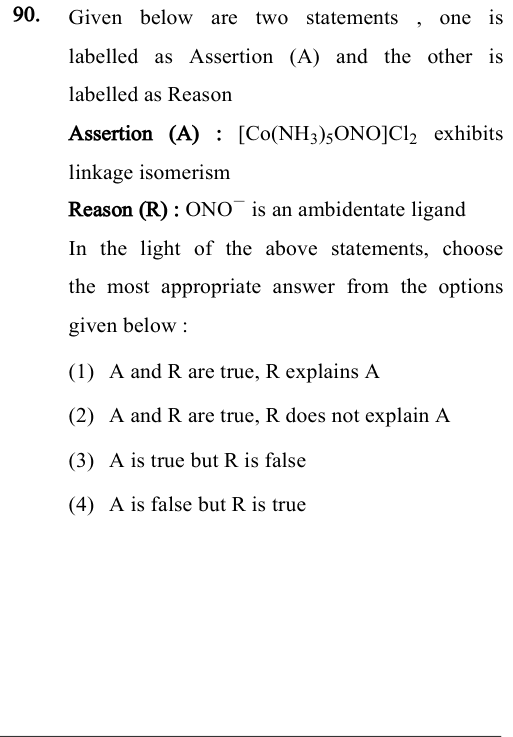 90. Given below are two statements , one is
labelled as Assertion (A) and the other is
labelled as Reason
Assertion (A) : [Co(NH₃)₅ONO]Cl₂ exhibits
linkage isomerism
Reason (R) : ONO⁻ is an ambidentate ligand
In the light of the above statements, choose
the most appropriate answer from the options
given below :
(1) A and R are true, R explains A
(2) A and R are true, R does not explain A
(3) A is true but R is false
(4) A is false but R is true